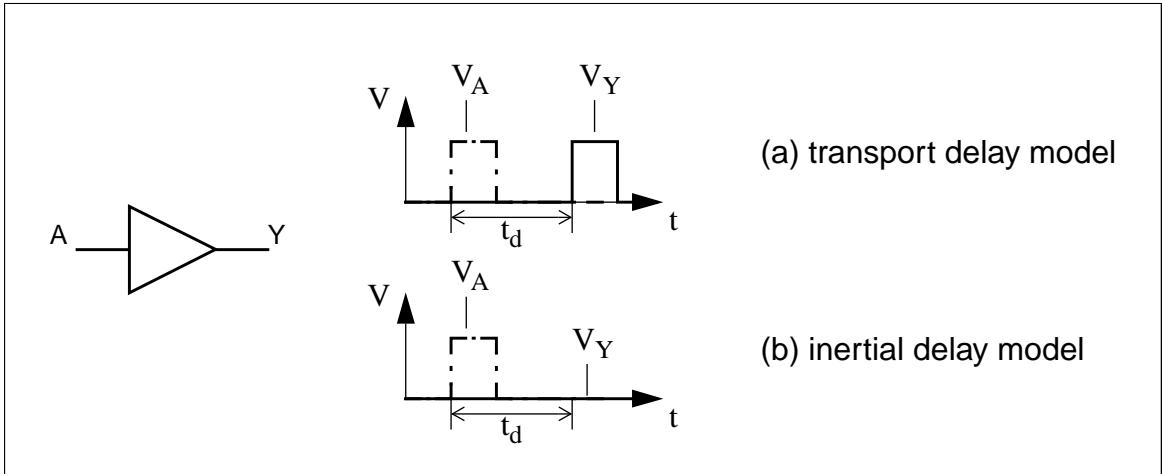 A
Y
V
V_A
V_Y
t_d
t
(a) transport delay model
V
V_A
V_Y
t_d
t
(b) inertial delay model